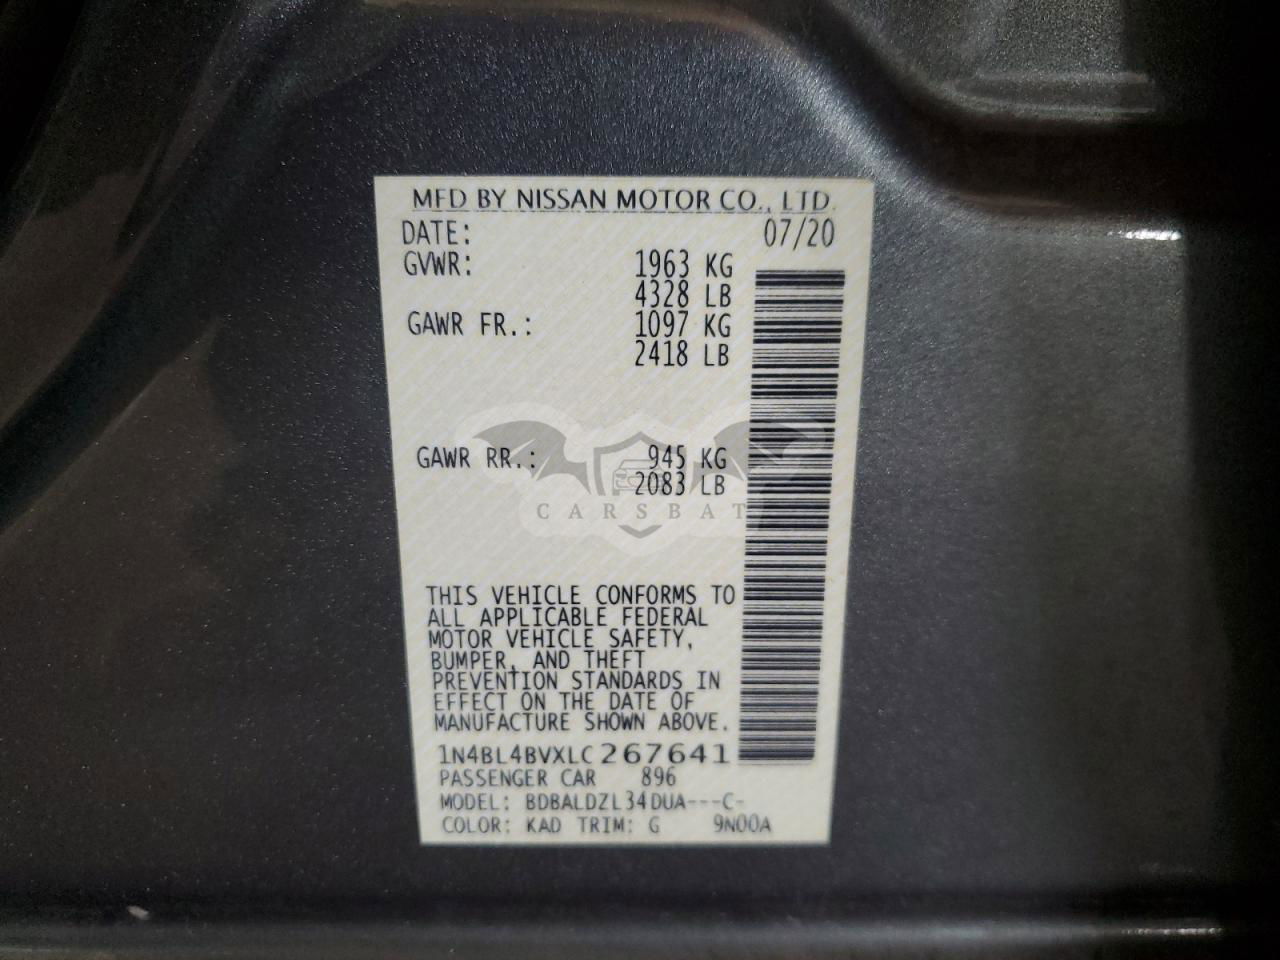 MFD BY NISSAN MOTOR CO., LTD.
DATE: 07/20
GVWR: 1963 KG
4328 LB
GAWR FR.: 1097 KG
2418 LB
GAWR RR.: 945 KG
2083 LB
CARSBAT
THIS VEHICLE CONFORMS TO
ALL APPLICABLE FEDERAL
MOTOR VEHICLE SAFETY,
BUMPER, AND THEFT
PREVENTION STANDARDS IN
EFFECT ON THE DATE OF
MANUFACTURE SHOWN ABOVE.
1N4BL4BVXLC267641
PASSENGER CAR 896
MODEL: BDBALDZL34DUA---C-
COLOR: KAD TRIM: G 9N00A